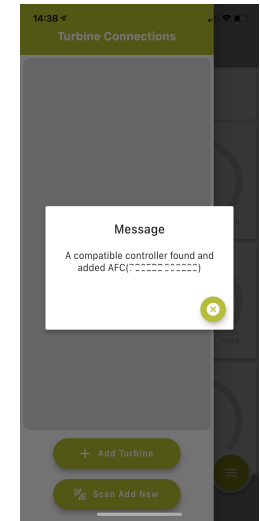 14:38
Turbine Connections
Message
A compatible controller found and
added AFC(
Add Turbine
Scan Add New